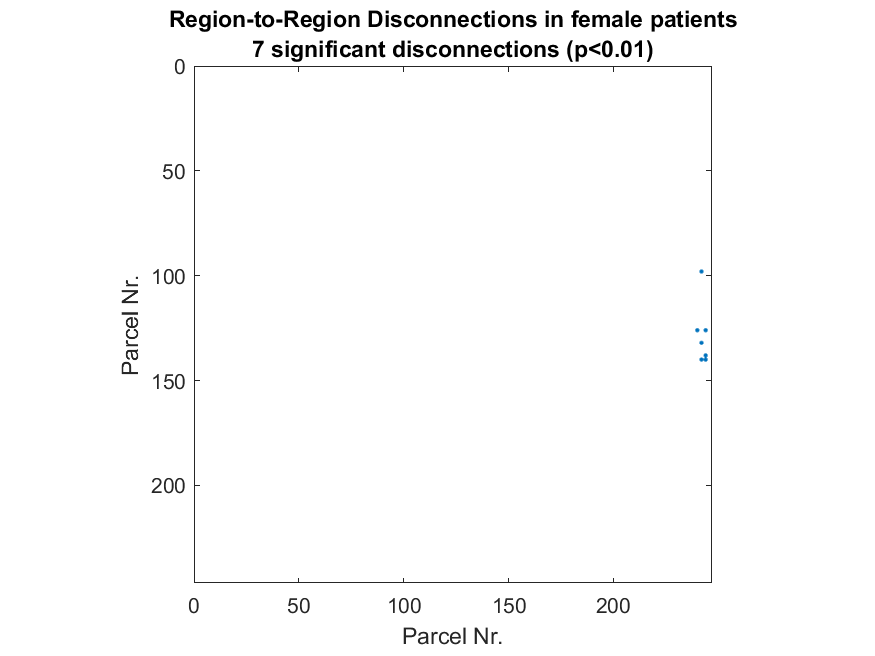 Region-to-Region Disconnections in female patients
7 significant disconnections (p<0.01)
0
50
100
150
200
Parcel Nr.
0 50 100 150 200
Parcel Nr.